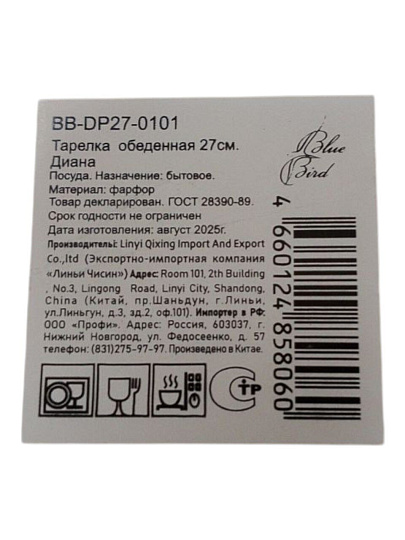 BB-DP27-0101
Blue Bird
Тарелка обеденная 27см.
Диана
Посуда. Назначение: бытовое.
Материал: фарфор
Товар декларирован. ГОСТ 28390-89.
Срок годности не ограничен
Дата изготовления: август 2025г.
Производитель: Linyi Qixing Import And Export
Co.,ltd (Экспортно-импортная компания
«Линьи Чисин») Адрес: Room 101, 2th Building
, No.3, Lingong Road, Linyi City, Shandong,
China (Китай, пр.Шаньдун, г.Линьи,
ул.Линьгун, д.3, зд.2, оф.101). Импортер в РФ:
ООО «Профи». Адрес: Россия, 603037, г.
Нижний Новгород, ул. Федосеенко, д. 57
телефон: (831)275-97-97. Произведено в Китае.
4 660124 858060
СТР